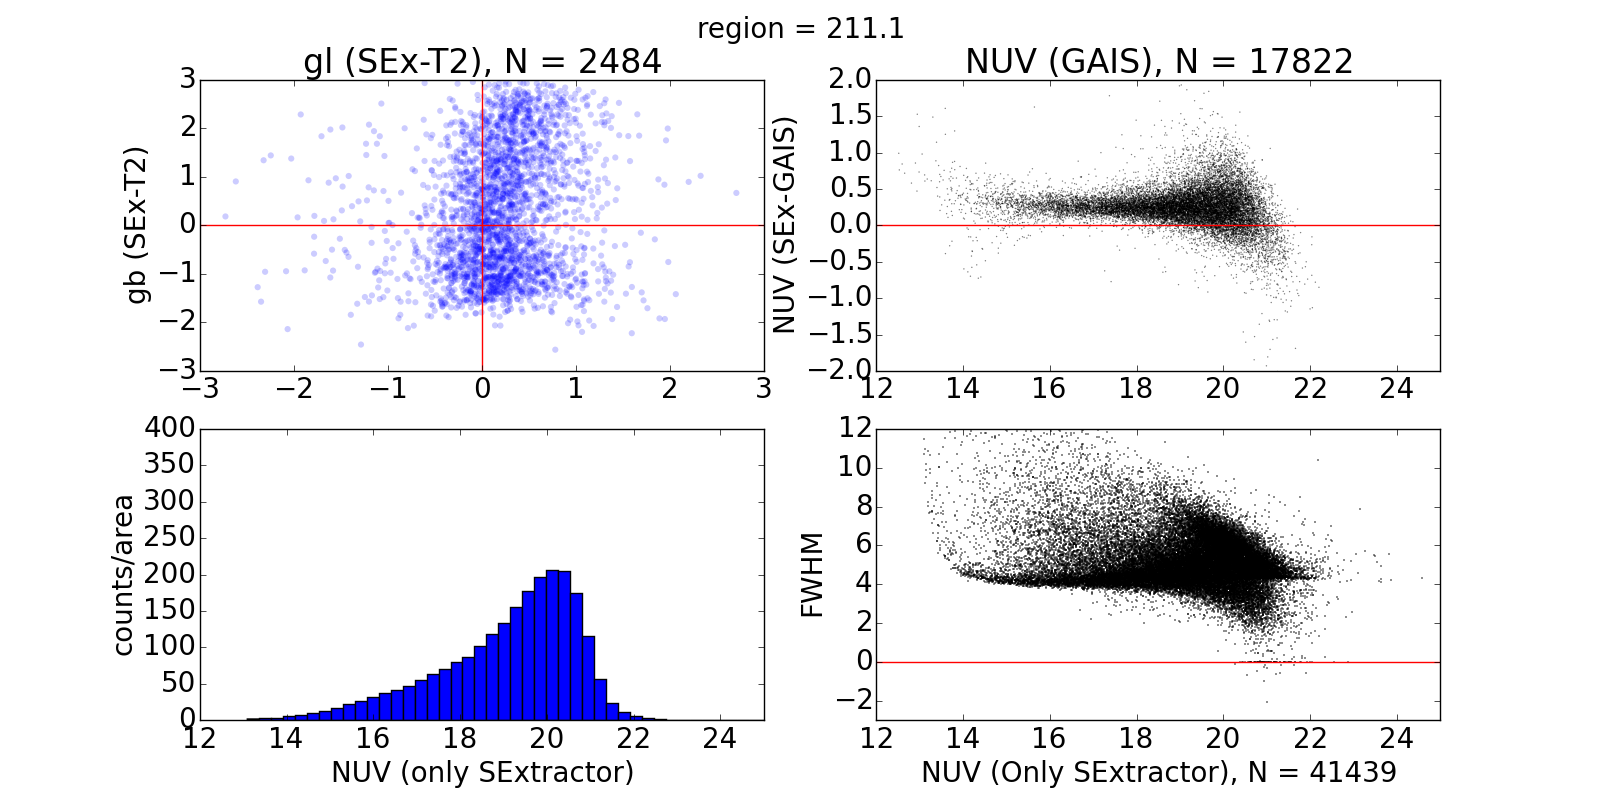 region = 211.1
gl (SEx-T2), N = 2484
NUV (GAIS), N = 17822
3
2
1
0
−1
−2
−3
gb (SEx-T2)
−3 −2 −1 0 1 2 3
2.0
1.5
1.0
0.5
0.0
−0.5
−1.0
−1.5
−2.0
NUV (SEx-GAIS)
12 14 16 18 20 22 24
400
350
300
250
200
150
100
50
0
counts/area
12 14 16 18 20 22 24
NUV (only SExtractor)
12
10
8
6
4
2
0
−2
FWHM
12 14 16 18 20 22 24
NUV (Only SExtractor), N = 41439